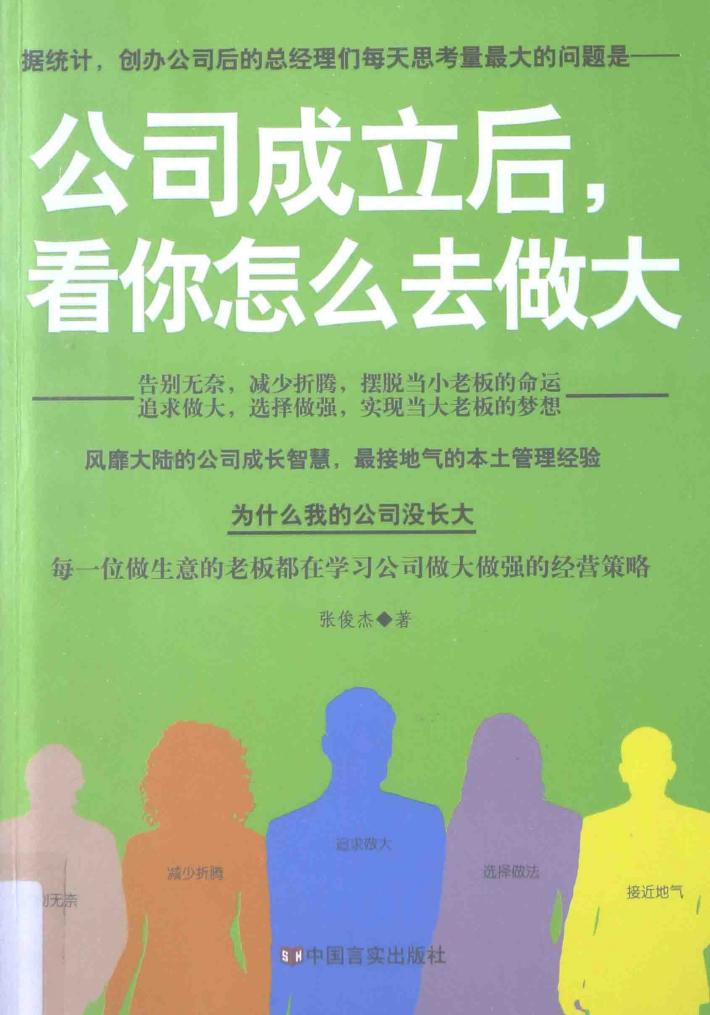 据统计，创办公司后的总经理们每天思考量最大的问题是——
公司成立后，
看你怎么去做大
告别无奈，减少折腾，摆脱当小老板的命运
追求做大，选择做强，实现当大老板的梦想
风靡大陆的公司成长智慧，最接地气的本土管理经验
为什么我的公司没长大
每一位做生意的老板都在学习公司做大做强的经营策略
张俊杰◆著
追求做大
减少折腾
选择做法
无奈
接近地气
SH 中国言实出版社